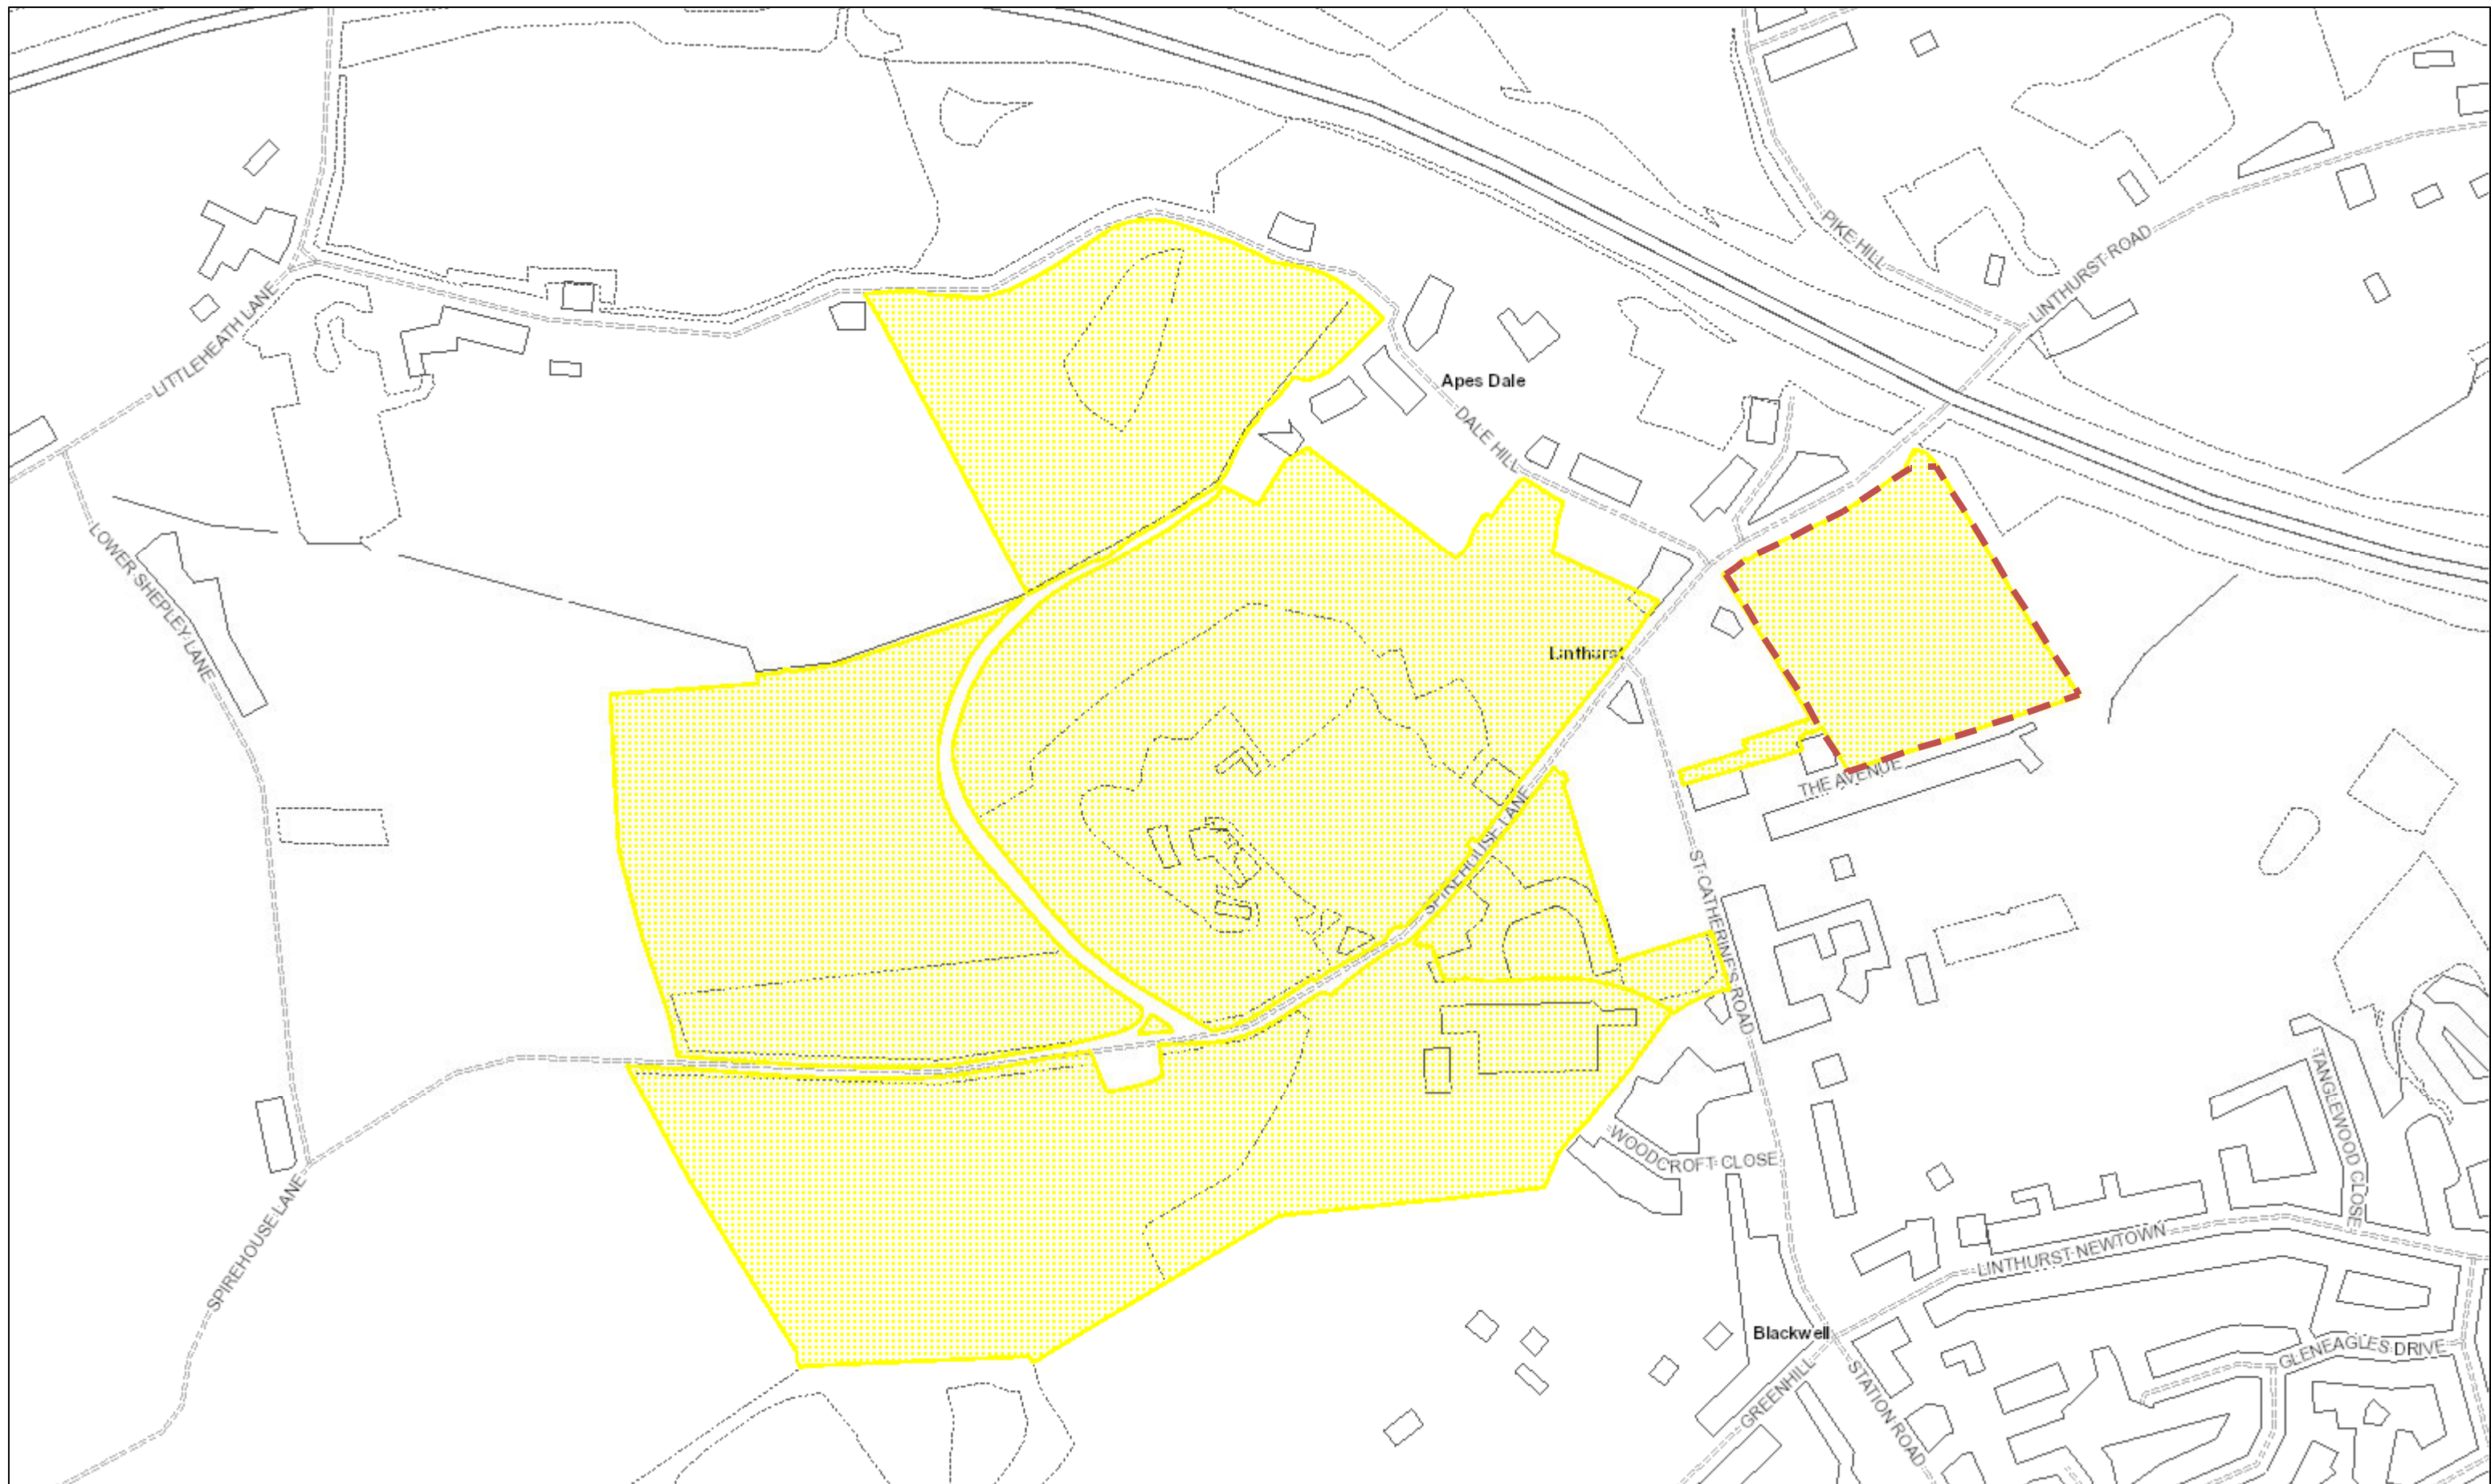 PIKE HILL
LINTHURST ROAD
LITTLEHEATH LANE
Apes Dale
DALE HILL
LOWER SHEPLEY LANE
Linthurst
THE AVENUE
SPIREHOUSE LANE
ST CATHERINE'S ROAD
TANGLEWOOD CLOSE
WOODCROFT CLOSE
SPIREHOUSE LANE
LINTHURST NEWTOWN
Blackwell
GLENEAGLES DRIVE
GREENHILL
STATION ROAD